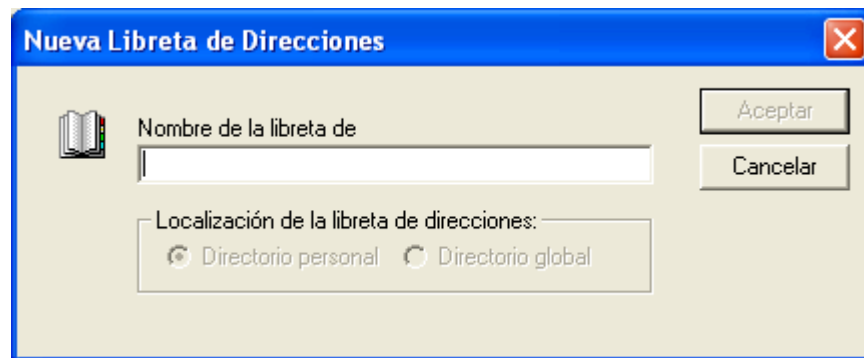 Nueva Libreta de Direcciones
Aceptar
Nombre de la libreta de
Cancelar
Localización de la libreta de direcciones:
Directorio personal Directorio global